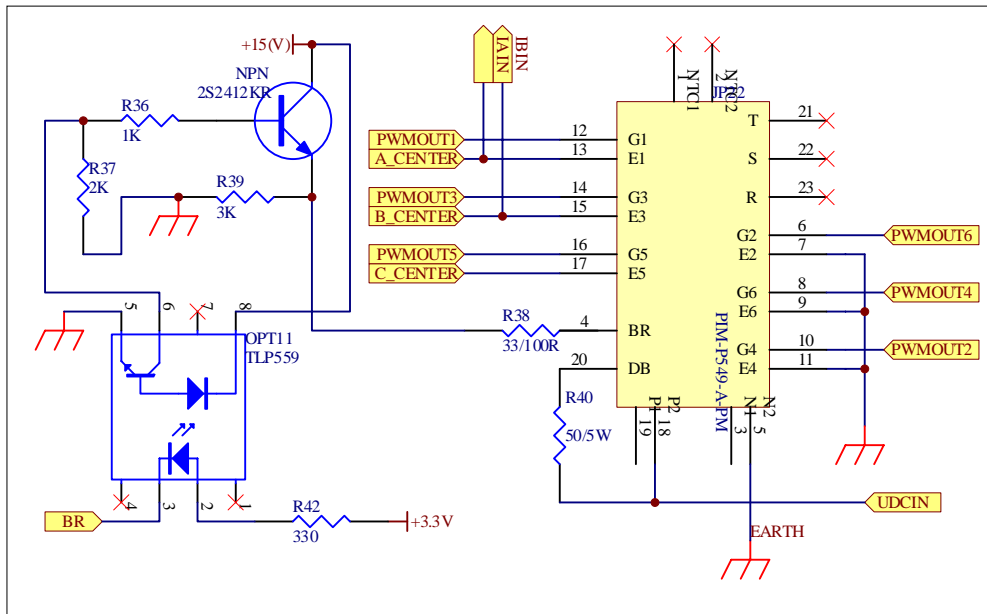 +15(V)
NPN
2S2412KR
R36
1K
R37
2K
R39
3K
5
6
7
8
OPT11
TLP559
4
3
2
1
BR
R42
330
+3.3V
IAIN
IBIN
PWMOUT1
A_CENTER
PWMOUT3
B_CENTER
PWMOUT5
C_CENTER
12
13
14
15
16
17
R38
33/100R
4
20
R40
50/5W
1
2
NTC1
NTC2
G1
E1
G3
E3
G5
E5
BR
DB
T
S
R
G2
E2
G6
E6
G4
E4
PIM-P549-A-PM
P1
P2
N1
N2
19
18
3
5
21
22
23
6
7
8
9
10
11
PWMOUT6
PWMOUT4
PWMOUT2
UDCIN
EARTH